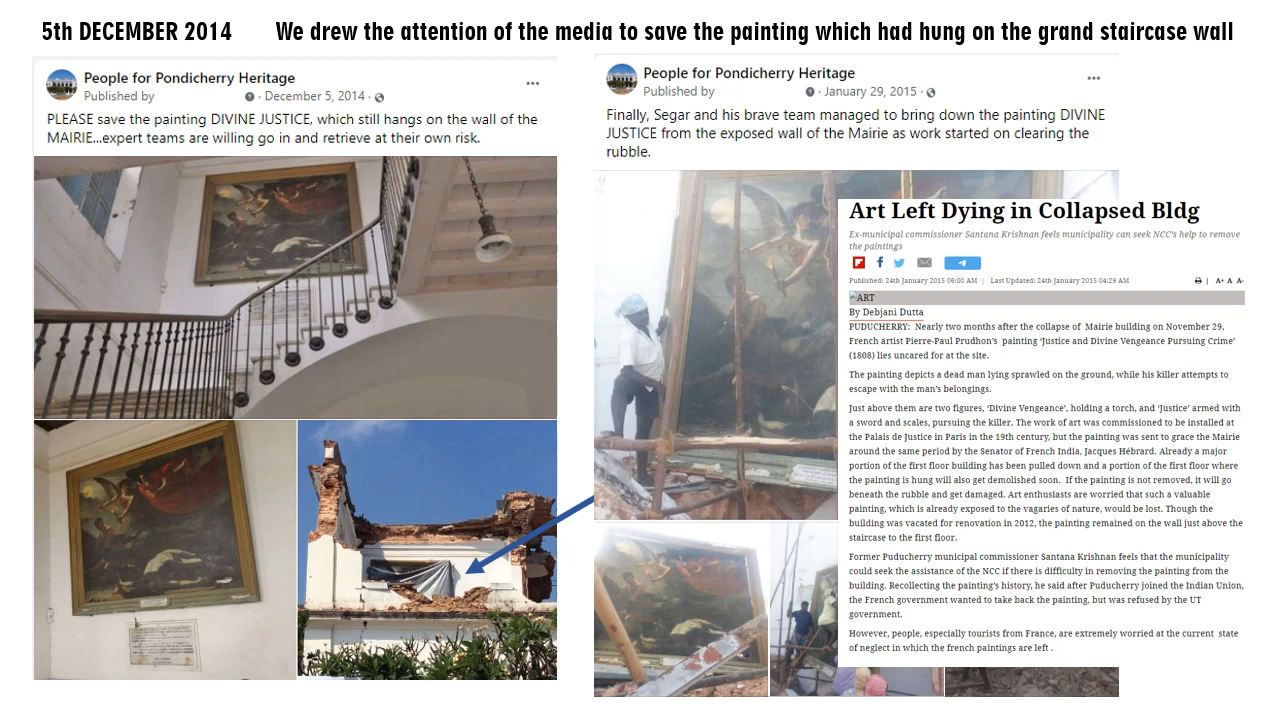 5th DECEMBER 2014 We drew the attention of the media to save the painting which had hung on the grand staircase wall
People for Pondicherry Heritage
Published by · December 5, 2014 ·
PLEASE save the painting DIVINE JUSTICE, which still hangs on the wall of the
MAIRIE...expert teams are willing go in and retrieve at their own risk.
People for Pondicherry Heritage
Published by · January 29, 2015 ·
Finally, Segar and his brave team managed to bring down the painting DIVINE
JUSTICE from the exposed wall of the Mairie as work started on clearing the
rubble.
Art Left Dying in Collapsed Bldg
Ex-municipal commissioner Santana Krishnan feels municipality can seek NCC's help to remove
the paintings
Published: 24th January 2015 06:00 AM | Last Updated: 24th January 2015 04:29 AM | A+ A A-
ART
By Debjani Dutta
PUDUCHERRY: Nearly two months after the collapse of Mairie building on November 29,
French artist Pierre-Paul Prudhon's painting 'Justice and Divine Vengeance Pursuing Crime'
(1808) lies uncared for at the site.
The painting depicts a dead man lying sprawled on the ground, while his killer attempts to
escape with the man's belongings.
Just above them are two figures, 'Divine Vengeance', holding a torch, and 'Justice' armed with
a sword and scales, pursuing the killer. The work of art was commissioned to be installed at
the Palais de Justice in Paris in the 19th century, but the painting was sent to grace the Mairie
around the same period by the Senator of French India, Jacques Hébrard. Already a major
portion of the first floor building has been pulled down and a portion of the first floor where
the painting is hung will also get demolished soon. If the painting is not removed, it will go
beneath the rubble and get damaged. Art enthusiasts are worried that such a valuable
painting, which is already exposed to the vagaries of nature, would be lost. Though the
building was vacated for renovation in 2012, the painting remained on the wall just above the
staircase to the first floor.
Former Puducherry municipal commissioner Santana Krishnan feels that the municipality
could seek the assistance of the NCC if there is difficulty in removing the painting from the
building. Recollecting the painting's history, he said after Puducherry joined the Indian Union,
the French government wanted to take back the painting, but was refused by the UT
government.
However, people, especially tourists from France, are extremely worried at the current state
of neglect in which the french paintings are left .